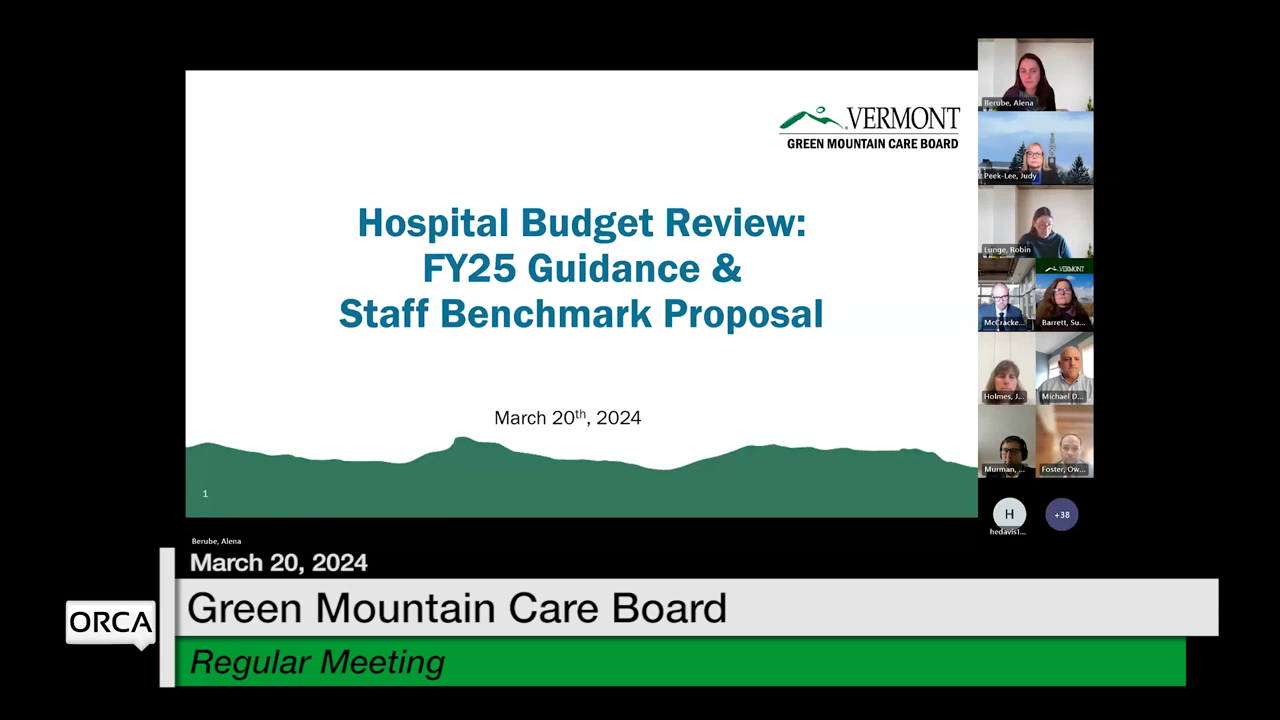 VERMONT
GREEN MOUNTAIN CARE BOARD
Hospital Budget Review:
FY25 Guidance &
Staff Benchmark Proposal
March 20th, 2024
1
Berube, Alena
Peek-Lee, Judy
Lunge, Robin
VERMONT
McCracke...
Barrett, Su...
Holmes, J...
Michael D...
Murman, ...
Foster, Ow...
H
+38
hedavis1...
Berube, Alena
March 20, 2024
ORCA
Green Mountain Care Board
Regular Meeting